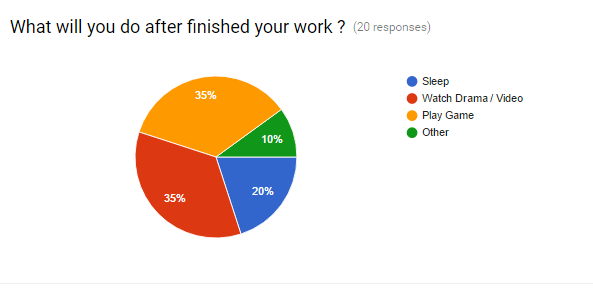 What will you do after finished your work ? (20 responses)
Sleep
Watch Drama / Video
Play Game
Other
35%
10%
35%
20%